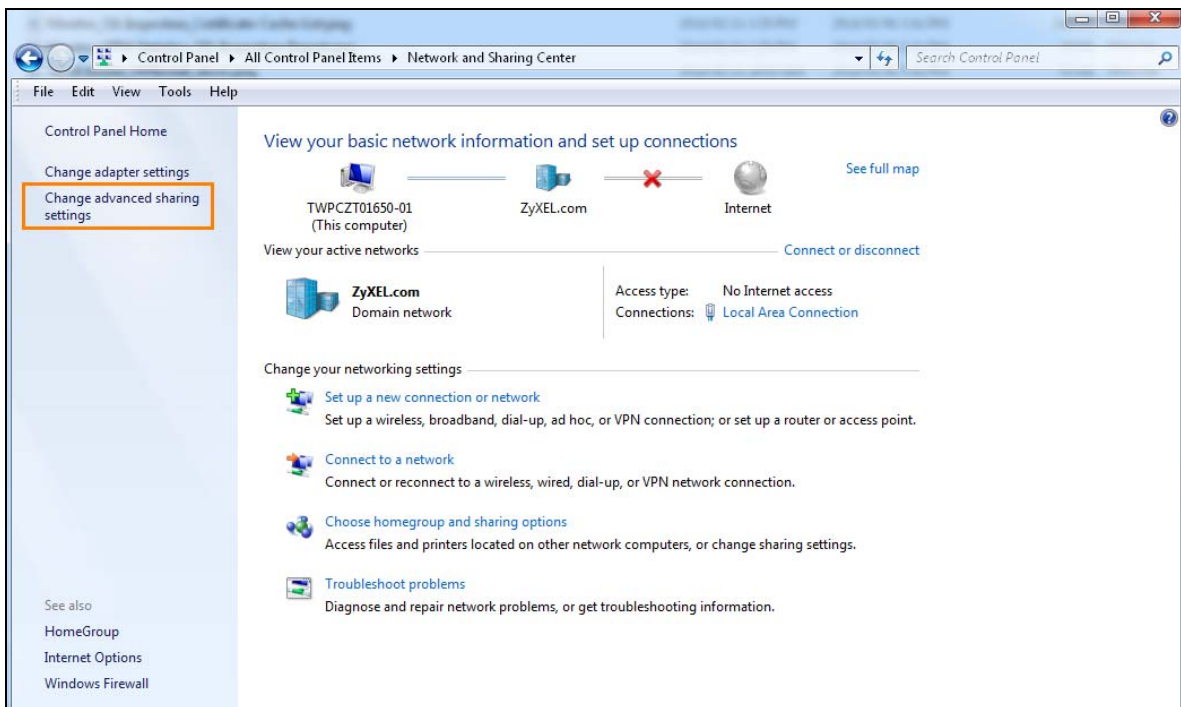 Control Panel ▸ All Control Panel Items ▸ Network and Sharing Center
Search Control Panel
File Edit View Tools Help
Control Panel Home
Change adapter settings
Change advanced sharing
settings
See also
HomeGroup
Internet Options
Windows Firewall
View your basic network information and set up connections
See full map
TWPCZT01650-01
(This computer)
ZyXEL.com
Internet
View your active networks
Connect or disconnect
ZyXEL.com
Domain network
Access type: No Internet access
Connections: Local Area Connection
Change your networking settings
Set up a new connection or network
Set up a wireless, broadband, dial-up, ad hoc, or VPN connection; or set up a router or access point.
Connect to a network
Connect or reconnect to a wireless, wired, dial-up, or VPN network connection.
Choose homegroup and sharing options
Access files and printers located on other network computers, or change sharing settings.
Troubleshoot problems
Diagnose and repair network problems, or get troubleshooting information.